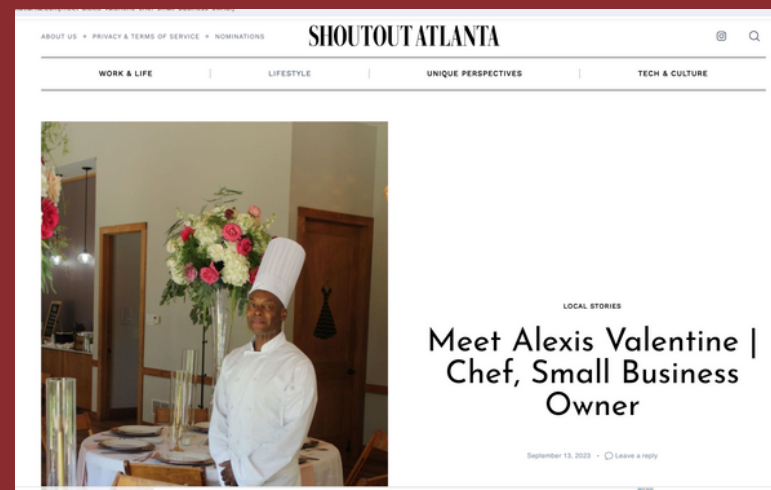 ABOUT US • PRIVACY & TERMS OF SERVICE • NOMINATIONS
SHOUTOUT ATLANTA
WORK & LIFE | LIFESTYLE | UNIQUE PERSPECTIVES | TECH & CULTURE
LOCAL STORIES
Meet Alexis Valentine |
Chef, Small Business
Owner
September 13, 2023 • Leave a reply